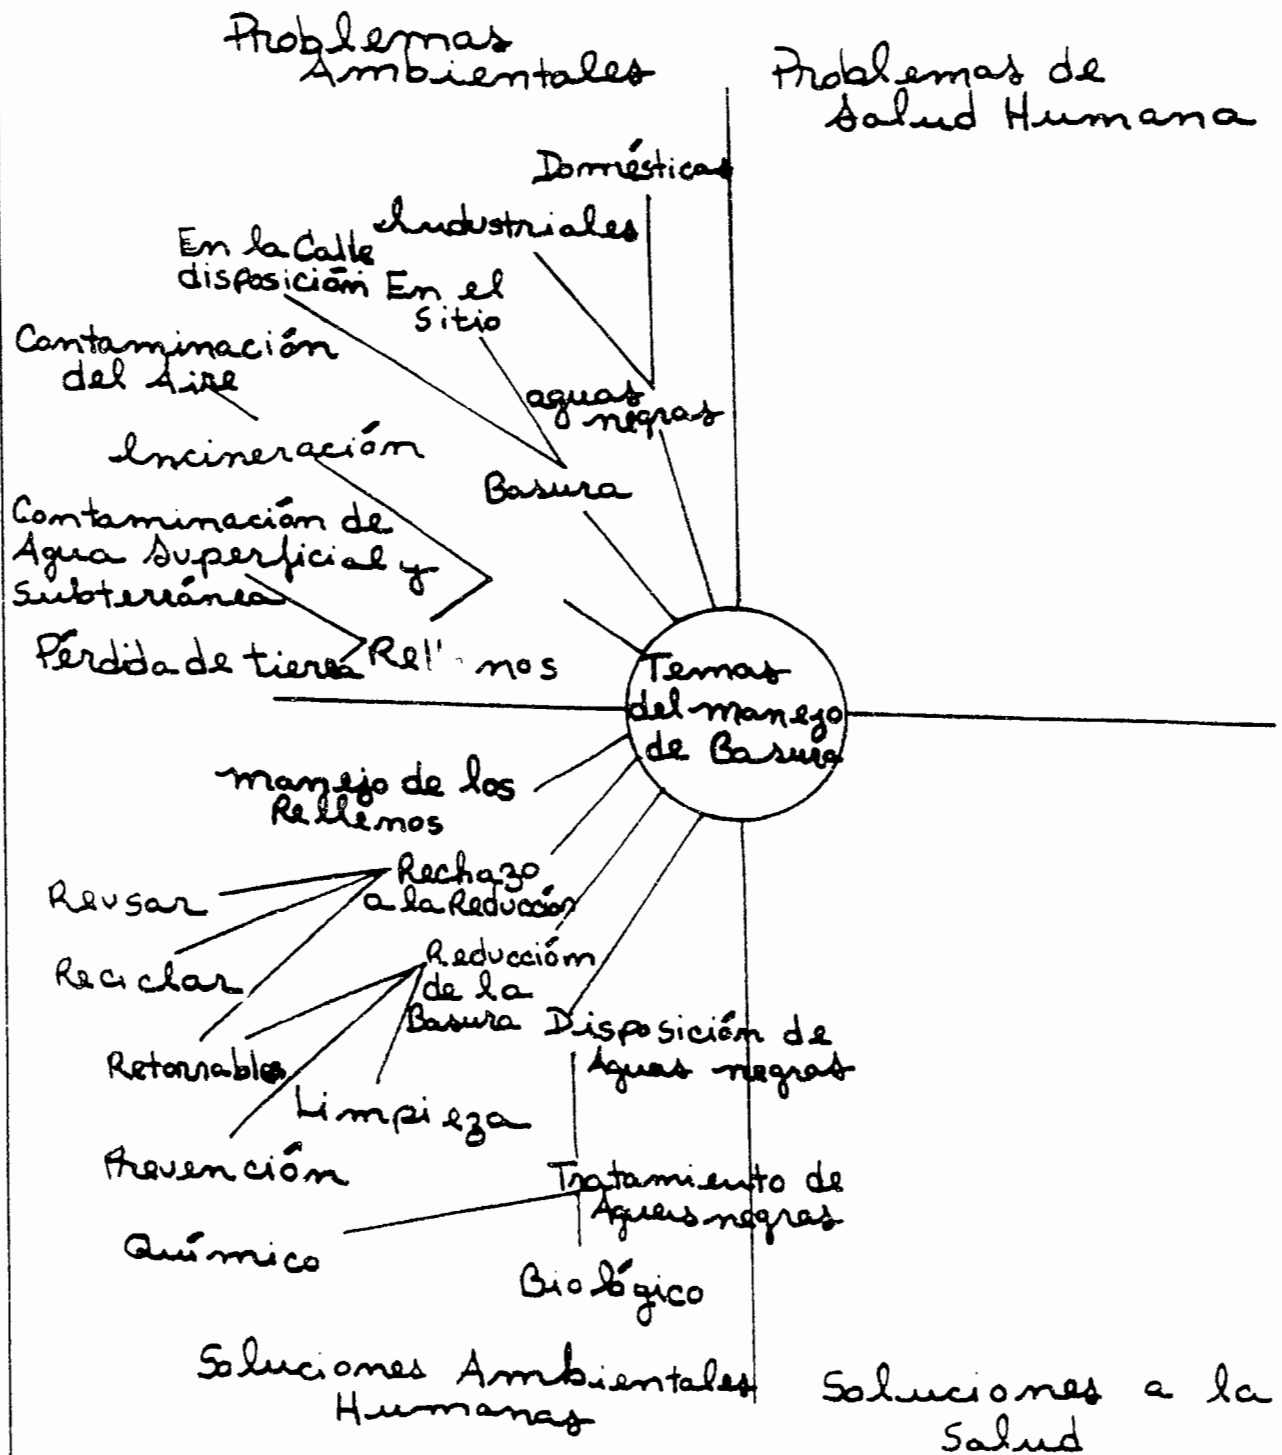 Problemas
Ambientales
Problemas de
Salud Humana
Domésticas
Industriales
En la Calle
disposición
En el
Sitio
Contaminación
del Aire
aguas
negras
Incineración
Basura
Contaminación de
Agua Superficial y
Subterránea
Pérdida de tierra
Rel nos
Temas
del manejo
de Basura
manejo de los
Rellenos
Rechazo
a la Reducción
Reusar
Reciclar
Reducción
de la
Basura
Disposición de
Aguas negras
Retornables
Limpieza
Prevención
Tratamiento de
Aguas negras
Químico
Biológico
Soluciones Ambientales
Humanas
Soluciones a la
Salud